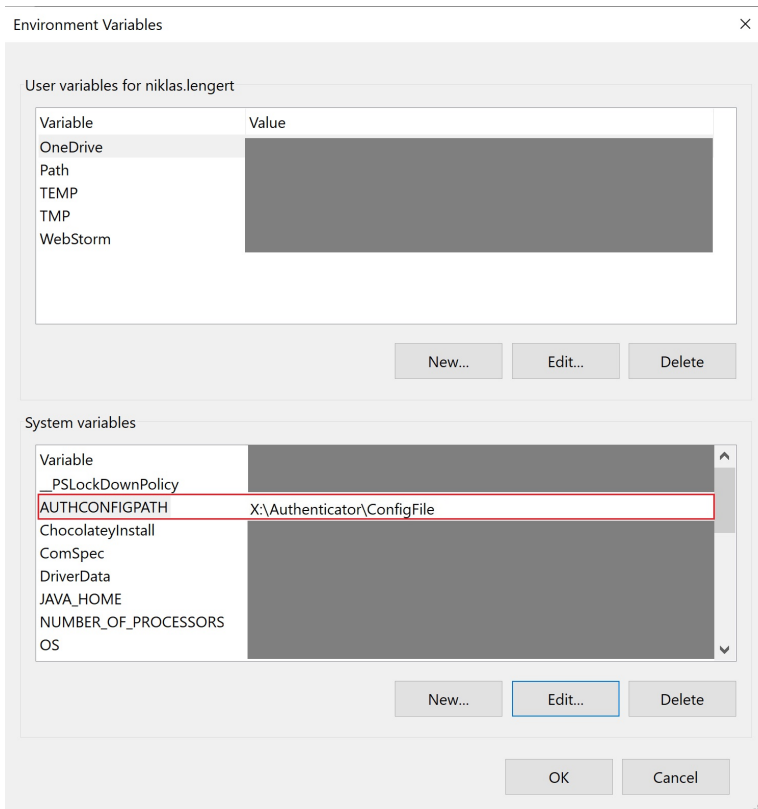 Environment Variables
User variables for niklas.lengert
Variable Value
OneDrive
Path
TEMP
TMP
WebStorm
New... Edit... Delete
System variables
Variable
__PSLockDownPolicy
AUTHCONFIGPATH X:\Authenticator\ConfigFile
ChocolateyInstall
ComSpec
DriverData
JAVA_HOME
NUMBER_OF_PROCESSORS
OS
New... Edit... Delete
OK Cancel